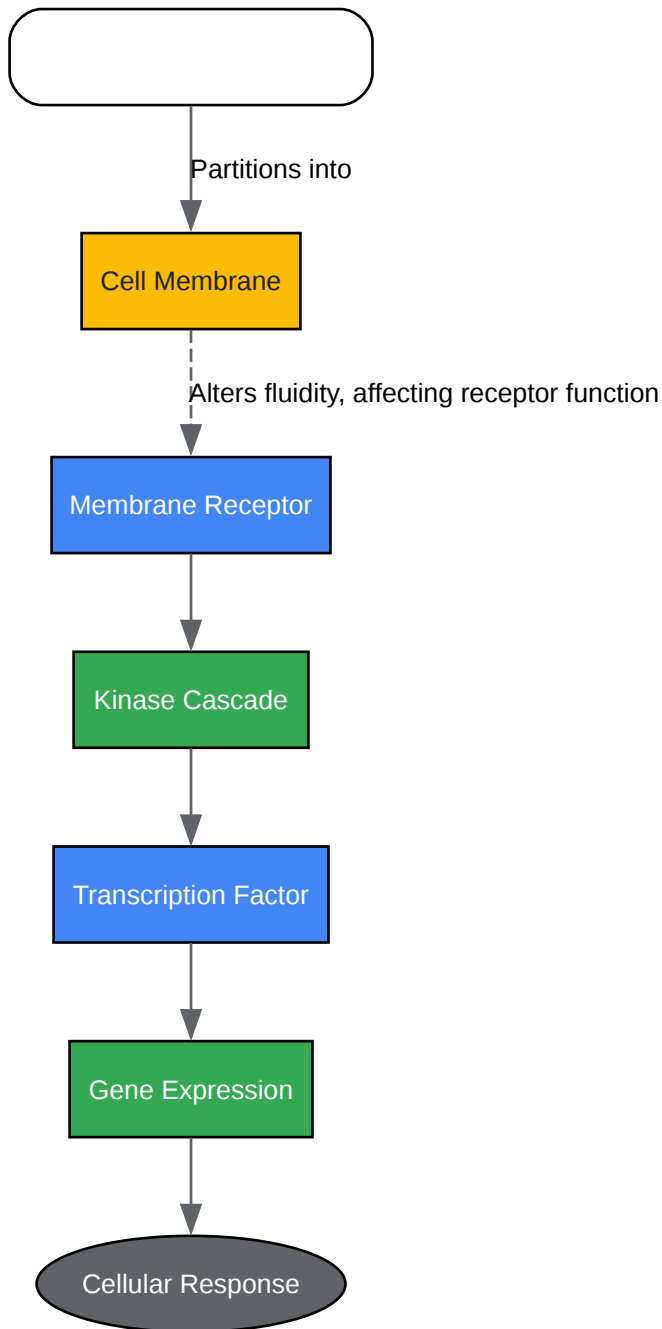 Partitions into
Cell Membrane
Alters fluidity, affecting receptor function
Membrane Receptor
Kinase Cascade
Transcription Factor
Gene Expression
Cellular Response